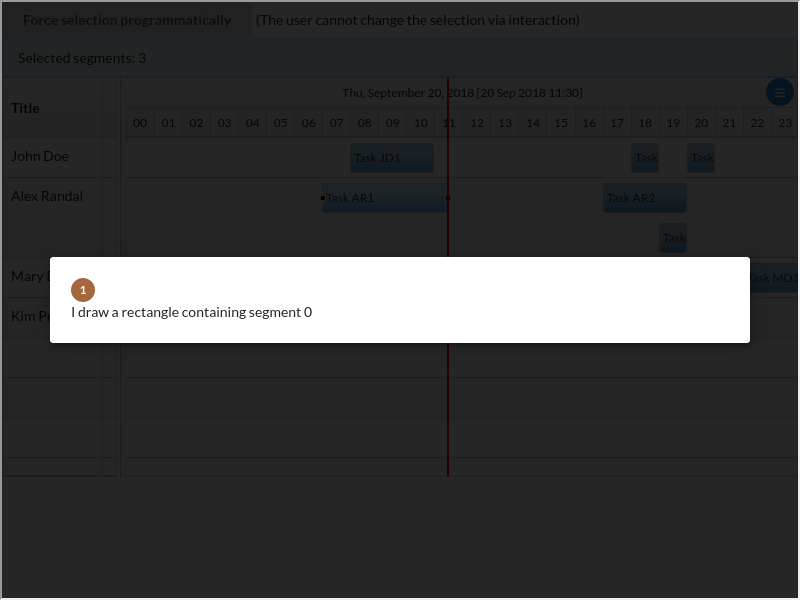 Force selection programmatically (The user cannot change the selection via interaction)
Selected segments: 3
Title
Thu, September 20, 2018 [20 Sep 2018 11:30]
00 01 02 03 04 05 06 07 08 09 10 11 12 13 14 15 16 17 18 19 20 21 22 23
John Doe
Task JD1
Task
Task
Alex Randal
Task AR1
Task AR2
Task
Mary
Task MD3
1
I draw a rectangle containing segment 0
Kim